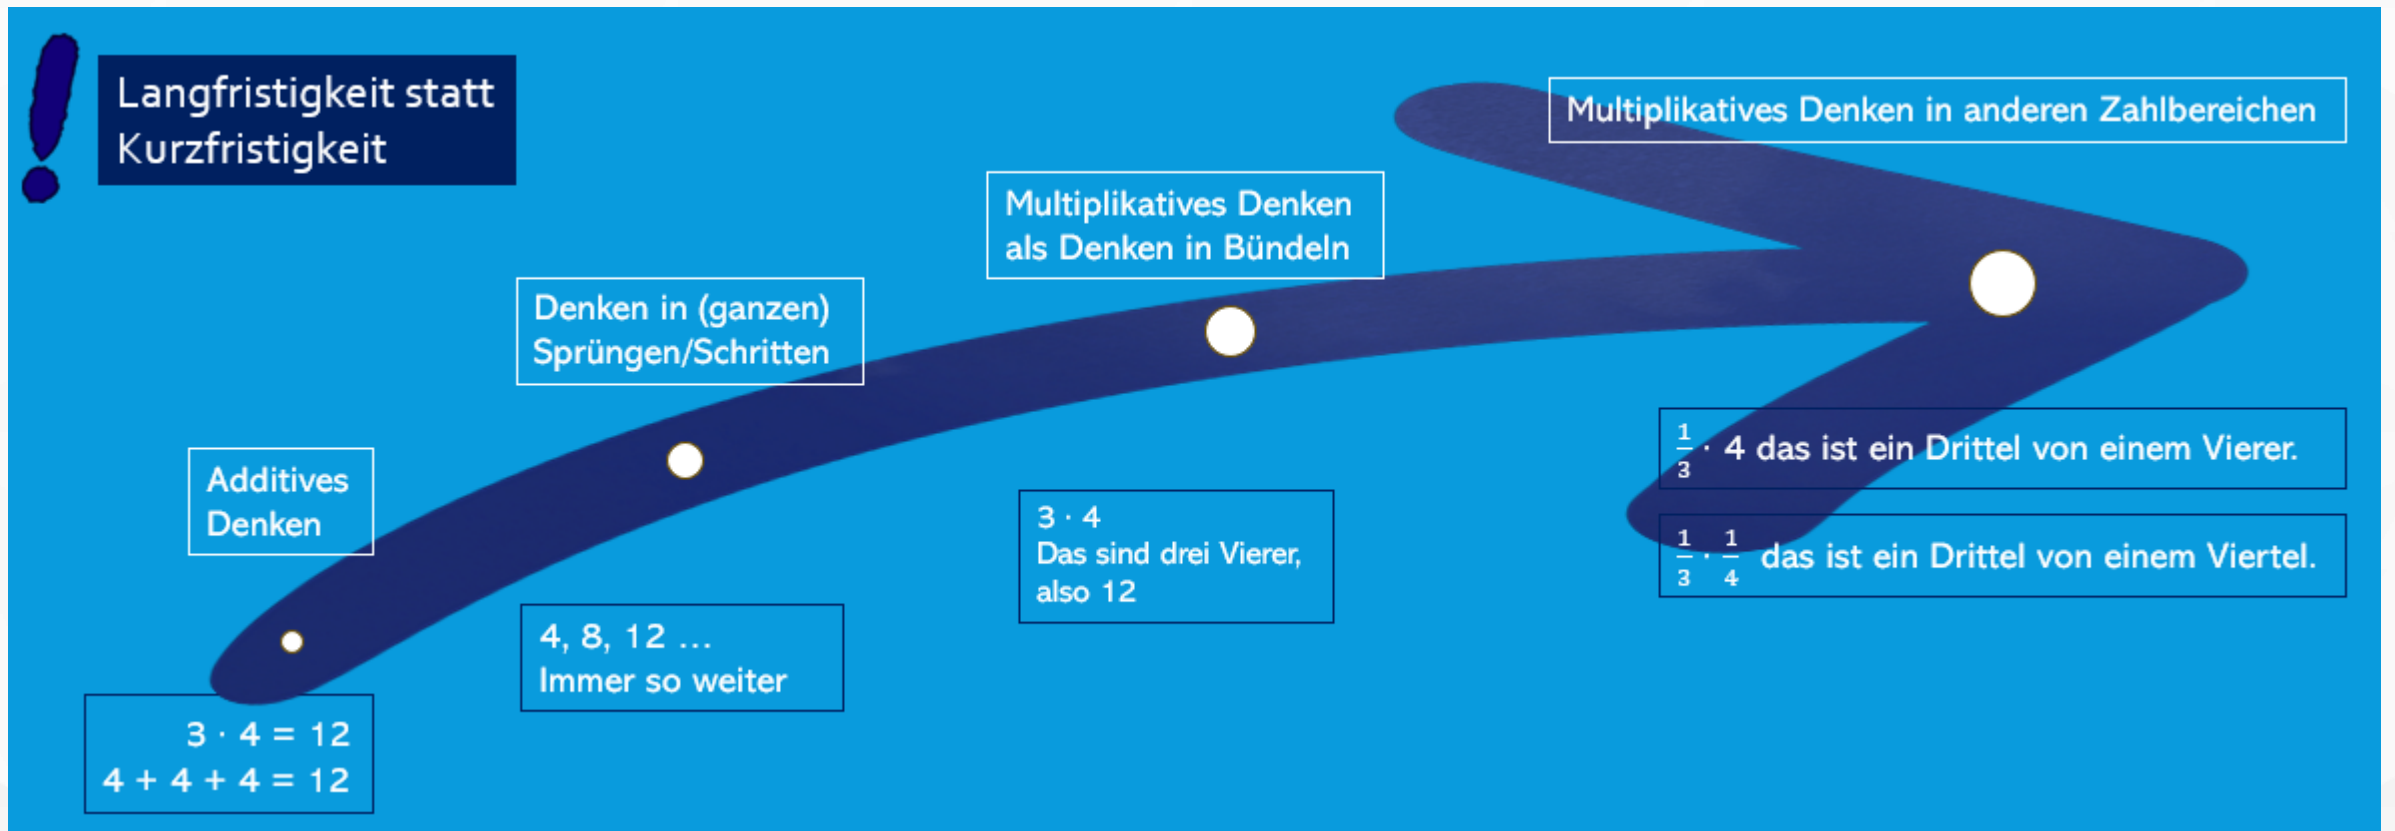 Langfristigkeit statt
Kurzfristigkeit
Additives
Denken
3 · 4 = 12
4 + 4 + 4 = 12
Denken in (ganzen)
Sprüngen/Schritten
4, 8, 12 ...
Immer so weiter
Multiplikatives Denken
als Denken in Bündeln
3 · 4
Das sind drei Vierer,
also 12
Multiplikatives Denken in anderen Zahlbereichen
1/3 · 4 das ist ein Drittel von einem Vierer.
1/3 · 1/4 das ist ein Drittel von einem Viertel.